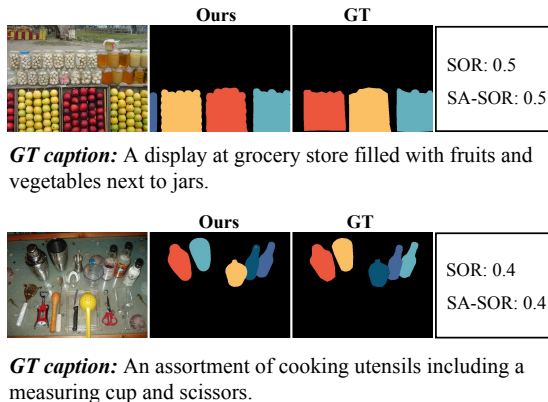 Ours GT
SOR: 0.5
SA-SOR: 0.5
GT caption: A display at grocery store filled with fruits and
vegetables next to jars.
Ours GT
SOR: 0.4
SA-SOR: 0.4
GT caption: An assortment of cooking utensils including a
measuring cup and scissors.